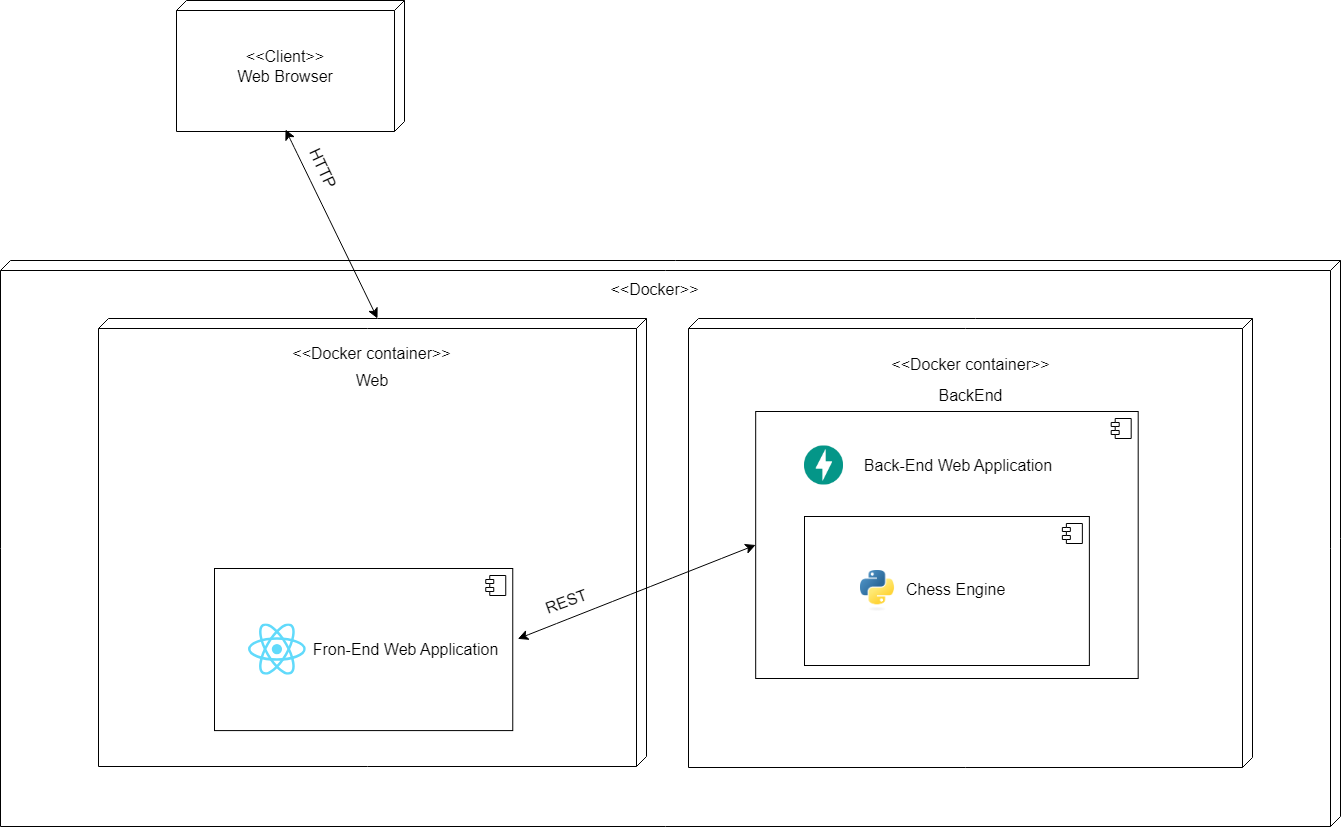 <<Client>>
Web Browser
HTTP
<<Docker>>
<<Docker container>>
Web
<<Docker container>>
BackEnd
Back-End Web Application
Chess Engine
REST
Fron-End Web Application